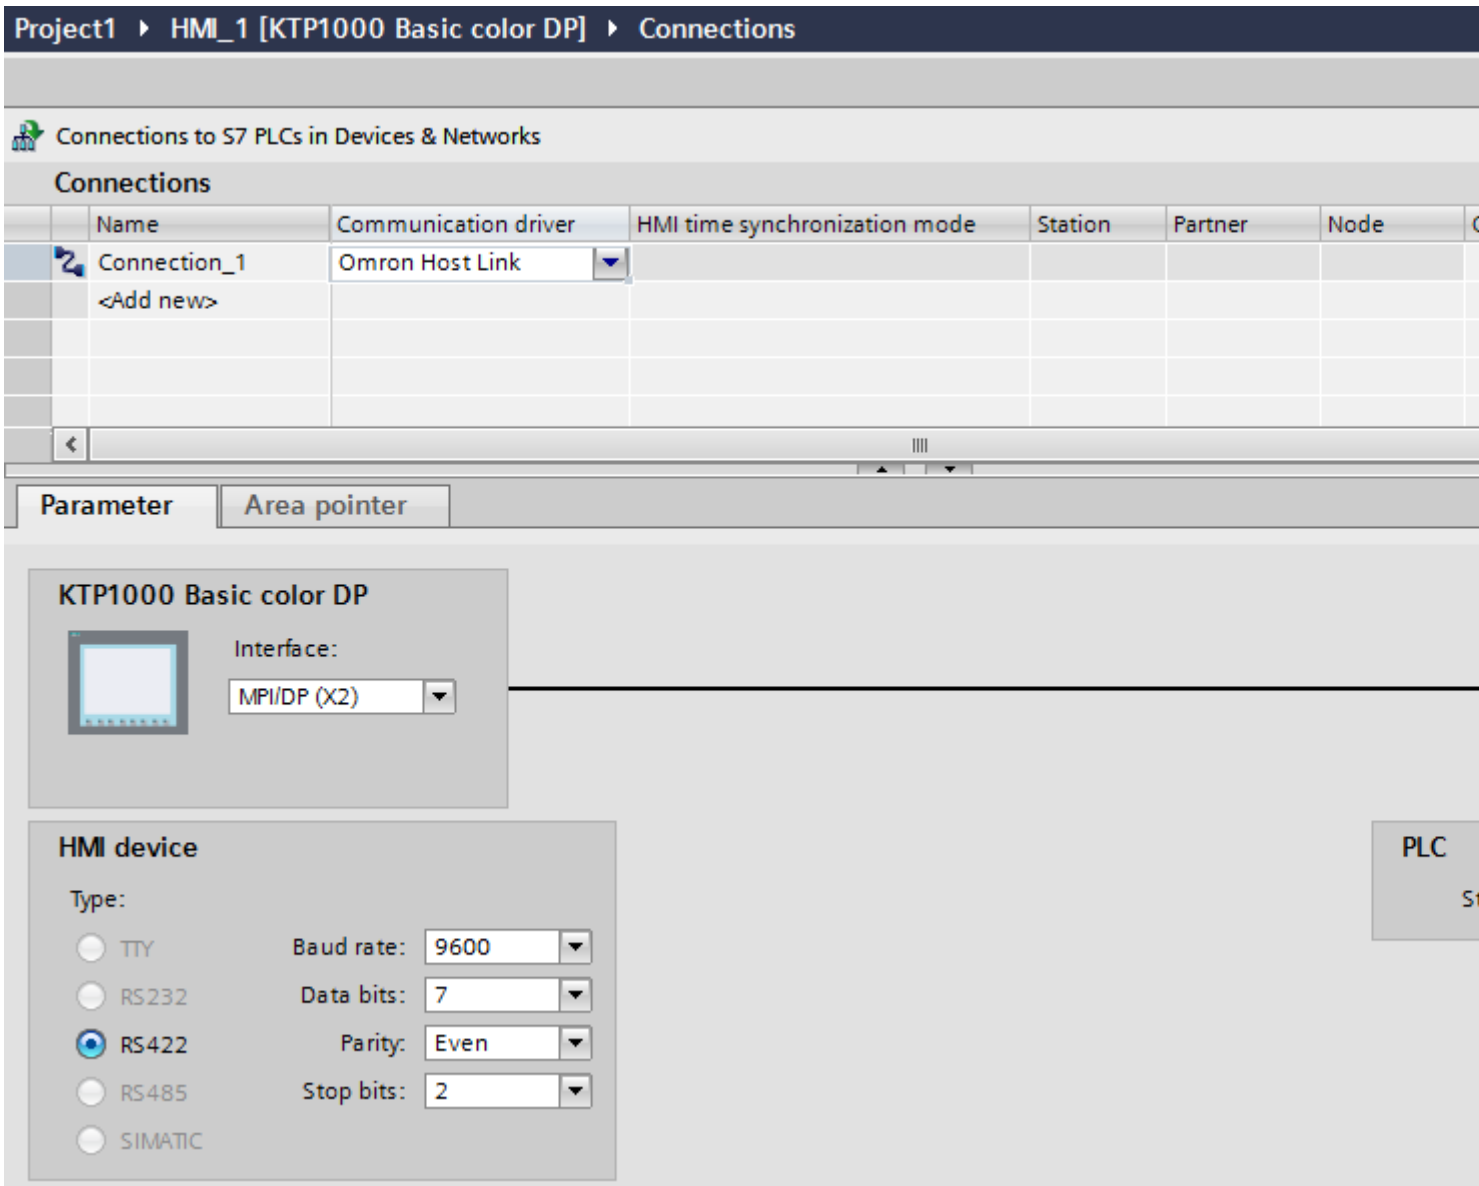 Project1 ▸ HMI_1 [KTP1000 Basic color DP] ▸ Connections
Connections to S7 PLCs in Devices & Networks
Connections
Name Communication driver HMI time synchronization mode Station Partner Node
Connection_1 Omron Host Link
<Add new>
Parameter Area pointer
KTP1000 Basic color DP
Interface:
MPI/DP (X2)
HMI device
PLC
Type:
TTY Baud rate: 9600
RS232 Data bits: 7
RS422 Parity: Even
RS485 Stop bits: 2
SIMATIC